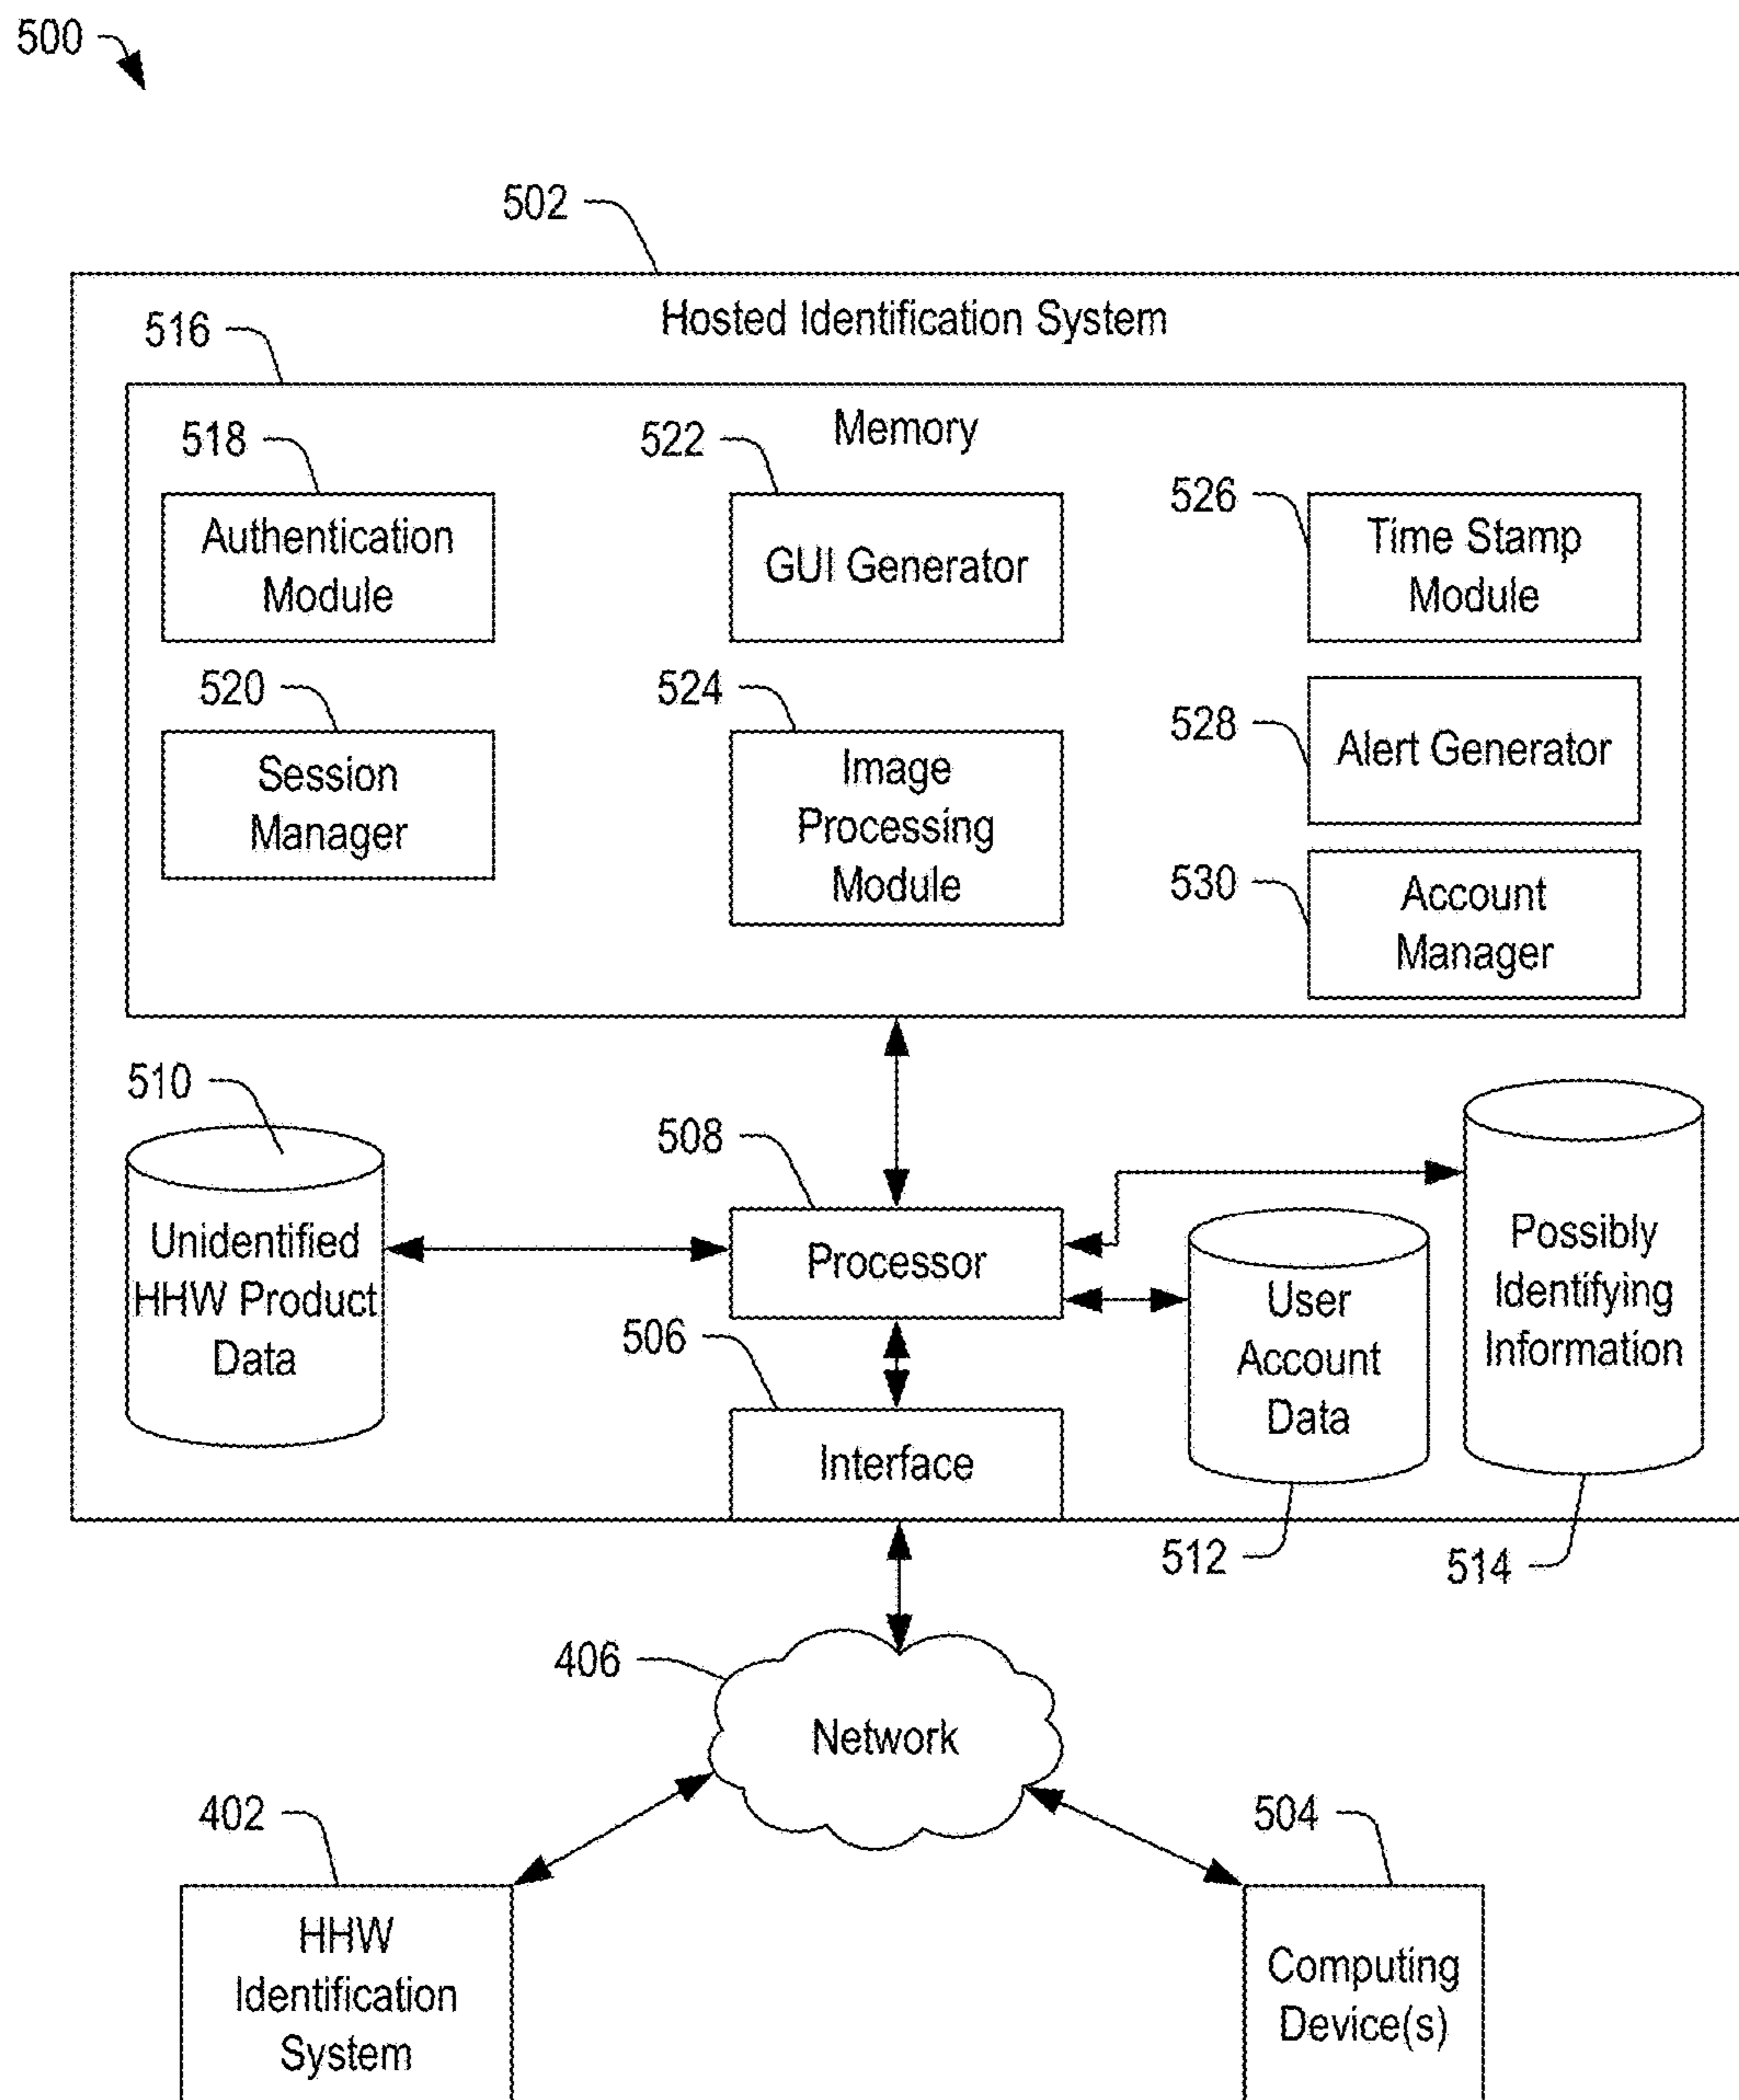 500
502
Hosted Identification System
516
Memory
518
522
526
Authentication
Module
GUI Generator
Time Stamp
Module
520
524
528
Session
Manager
Image
Processing
Module
Alert Generator
530
Account
Manager
510
508
Unidentified
HHW Product
Data
Processor
User
Account
Data
Possibly
Identifying
Information
506
Interface
512
514
406
Network
402
504
HHW
Identification
System
Computing
Device(s)